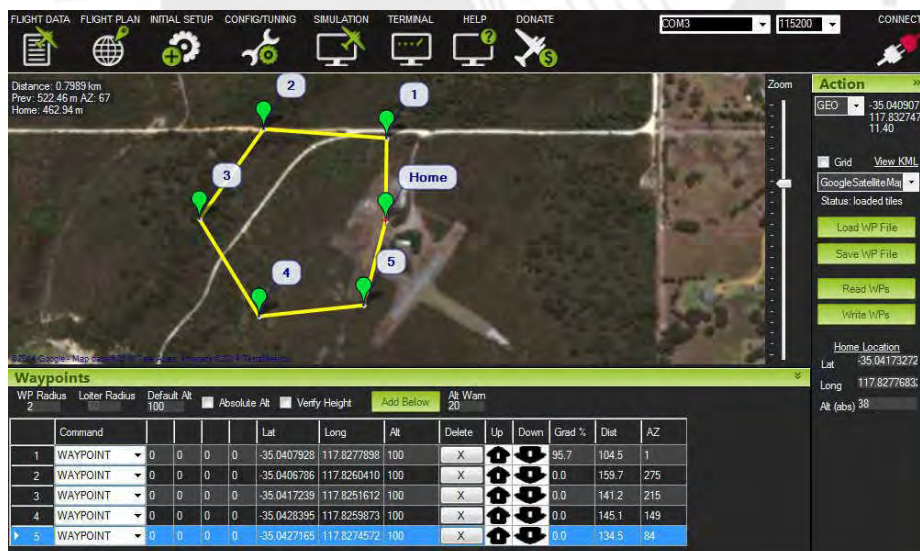 FLIGHT DATA FLIGHT PLAN INITIAL SETUP CONFIG/TUNING SIMULATION TERMINAL HELP DONATE
COM3 115200 CONNECT
Distance: 0.7989 km
Prev: 522.46 m AZ: 67
Home: 462.94 m
2
1
3
Home
5
4
Zoom
Action
GEO -35.040907
117.832747
11.40
Grid View KML
GoogleSatelliteMap
Status: loaded tiles
Load WP File
Save WP File
Read WPs
Write WPs
Home Location
Lat -35.04173272
Long 117.82776832
Alt (abs) 38
Waypoints
WP Radius Loiter Radius Default Alt Alt Warn
2 100 Absolute Alt Verify Height Add Below 20
Command Lat Long Alt Delete Up Down Grad % Dist AZ
1 WAYPOINT 0 0 0 0 -35.0407928 117.8277898 100 X 95.7 104.5 1
2 WAYPOINT 0 0 0 0 -35.0406786 117.8260410 100 X 0.0 159.7 275
3 WAYPOINT 0 0 0 0 -35.0417239 117.8251612 100 X 0.0 141.2 215
4 WAYPOINT 0 0 0 0 -35.0428395 117.8259873 100 X 0.0 145.1 149
5 WAYPOINT 0 0 0 0 -35.0427165 117.8274572 100 X 0.0 134.5 84